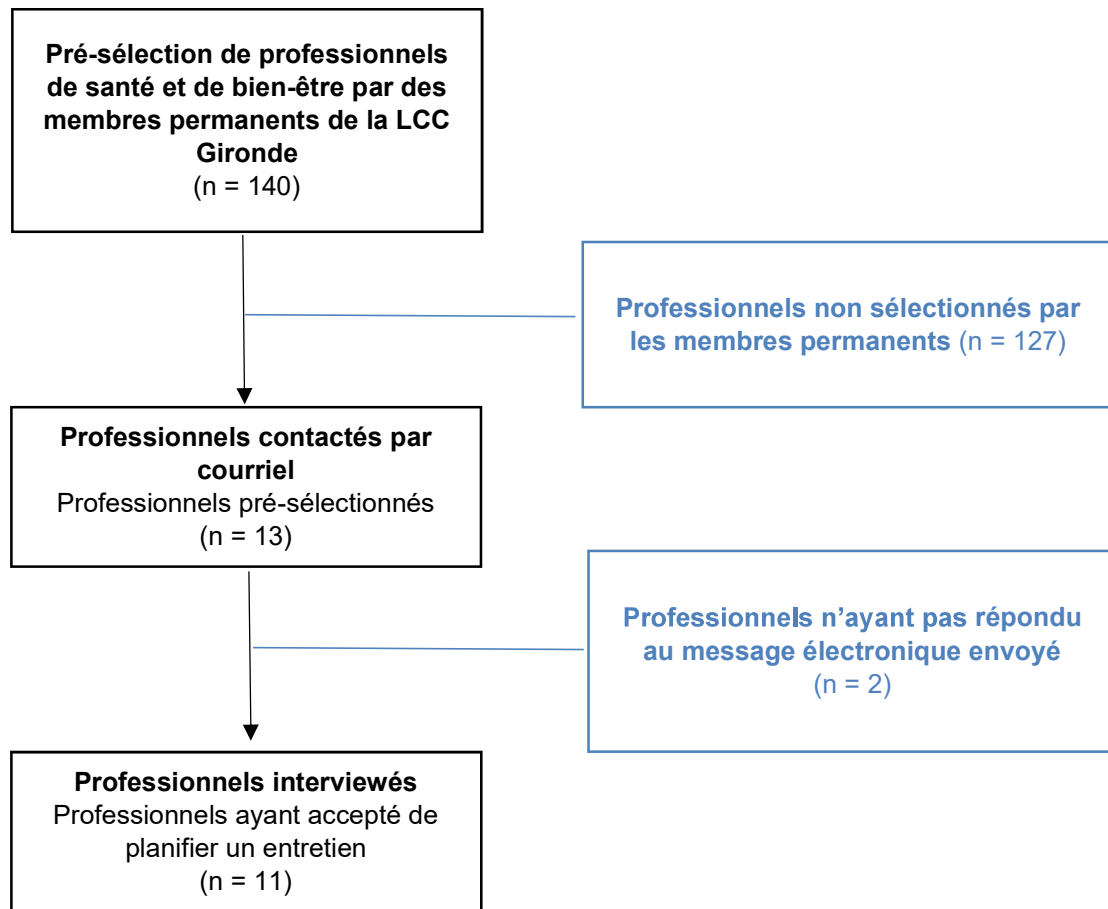 Pré-sélection de professionnels
de santé et de bien-être par des
membres permanents de la LCC
Gironde
(n = 140)
Professionnels non sélectionnés par
les membres permanents (n = 127)
Professionnels contactés par
courriel
Professionnels pré-sélectionnés
(n = 13)
Professionnels n’ayant pas répondu
au message électronique envoyé
(n = 2)
Professionnels interviewés
Professionnels ayant accepté de
planifier un entretien
(n = 11)